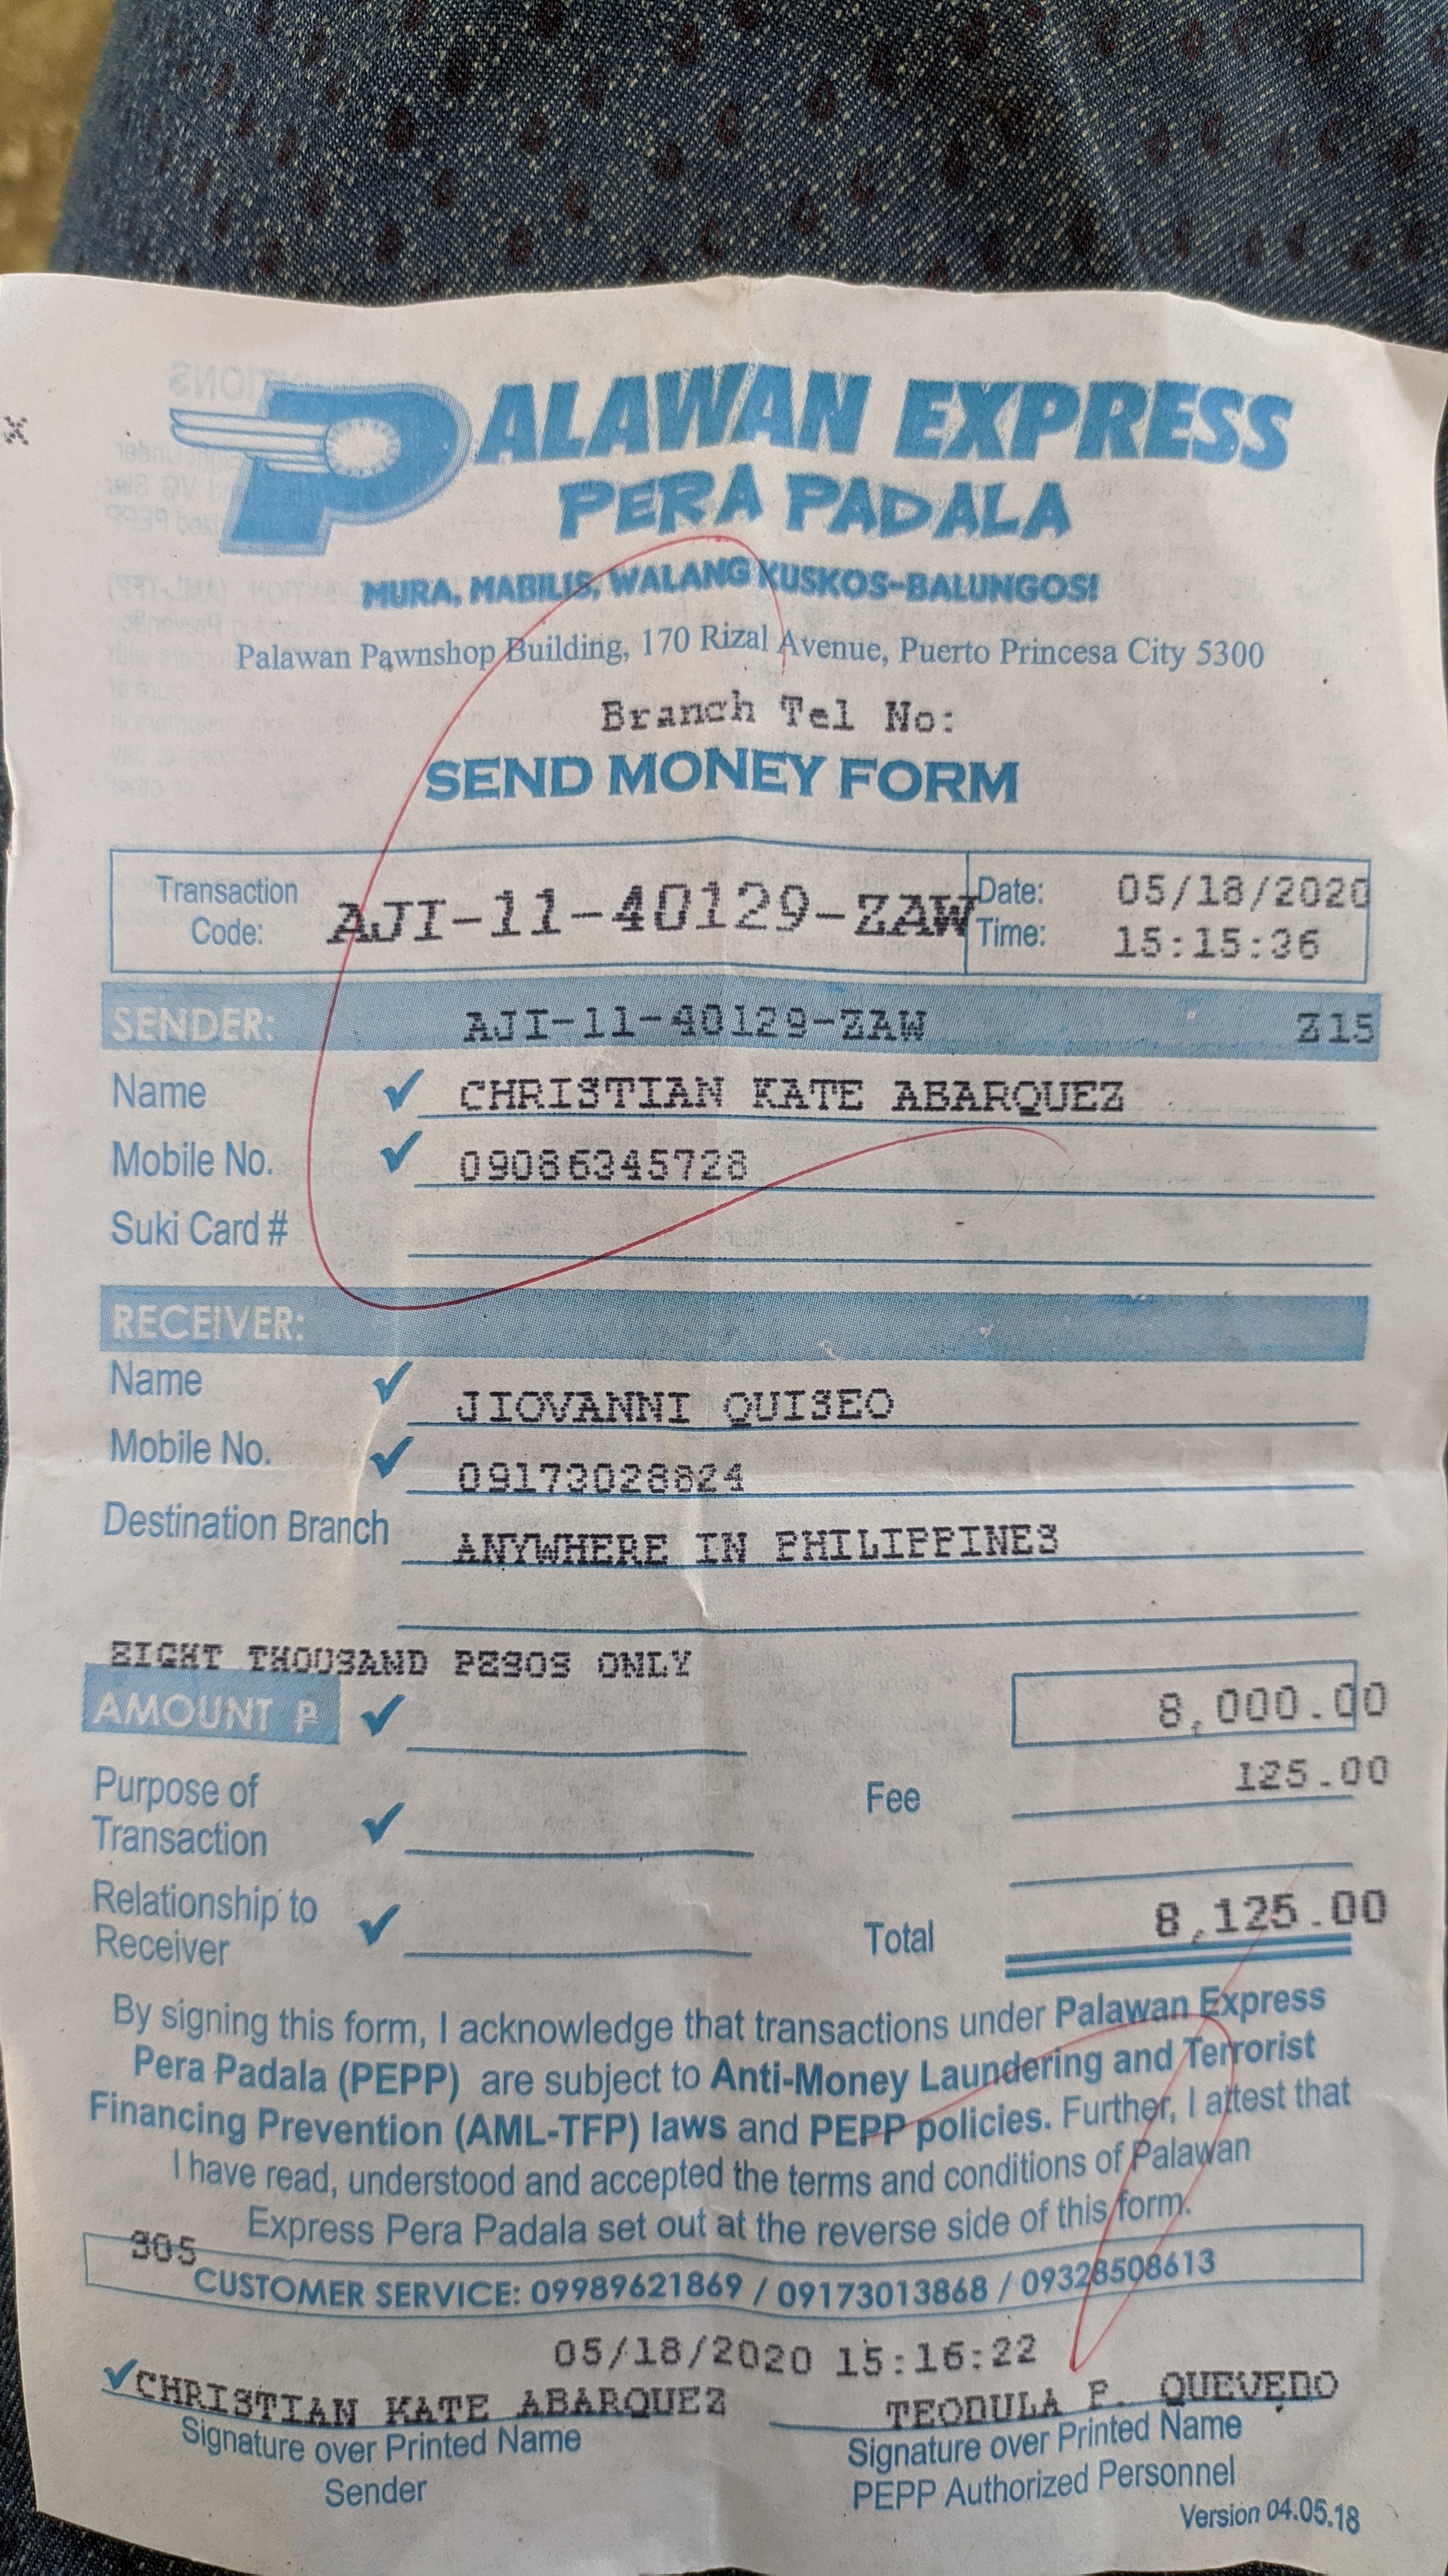 x
PALAWAN EXPRESS
PERA PADALA
MURA, MABILIS, WALANG KUSKOS-BALUNGOS!
Palawan Pawnshop Building, 170 Rizal Avenue, Puerto Princesa City 5300
Branch Tel No:
SEND MONEY FORM
Transaction Code: AJI-11-40129-ZAW Date: 05/18/2020
Time: 15:15:36
SENDER: AJI-11-40129-ZAW Z15
Name ✓ CHRISTIAN KATE ABARQUEZ
Mobile No. ✓ 09086345728
Suki Card #
RECEIVER:
Name ✓ JIOVANNI QUISEO
Mobile No. ✓ 09173028824
Destination Branch ANYWHERE IN PHILIPPINES
EIGHT THOUSAND PESOS ONLY
AMOUNT ₱ ✓ 8,000.00
Purpose of Transaction ✓ Fee 125.00
Relationship to Receiver ✓ Total 8,125.00
By signing this form, I acknowledge that transactions under Palawan Express
Pera Padala (PEPP) are subject to Anti-Money Laundering and Terrorist
Financing Prevention (AML-TFP) laws and PEPP policies. Further, I attest that
I have read, understood and accepted the terms and conditions of Palawan
Express Pera Padala set out at the reverse side of this form.
305
CUSTOMER SERVICE: 09989621869 / 09173013868 / 09328508613
05/18/2020 15:16:22
✓CHRISTIAN KATE ABARQUEZ TEODULA P. QUEVEDO
Signature over Printed Name Signature over Printed Name
Sender PEPP Authorized Personnel
Version 04.05.18